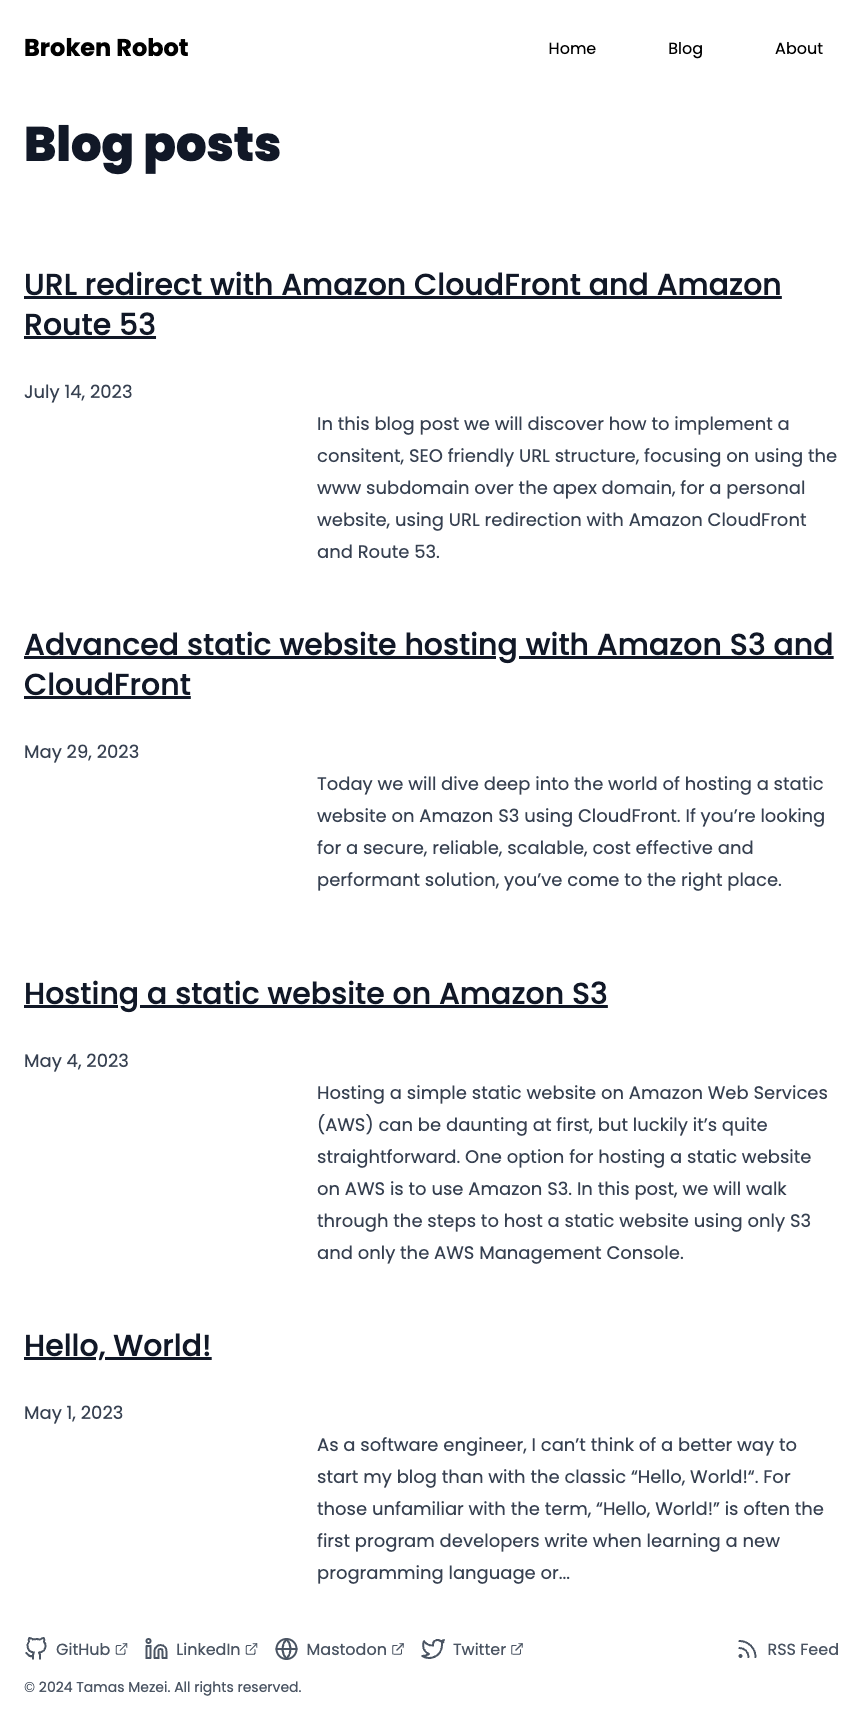 Broken Robot
Home
Blog
About
Blog posts
URL redirect with Amazon CloudFront and Amazon
Route 53
July 14, 2023
In this blog post we will discover how to implement a
consitent, SEO friendly URL structure, focusing on using the
www subdomain over the apex domain, for a personal
website, using URL redirection with Amazon CloudFront
and Route 53.
Advanced static website hosting with Amazon S3 and
CloudFront
May 29, 2023
Today we will dive deep into the world of hosting a static
website on Amazon S3 using CloudFront. If you’re looking
for a secure, reliable, scalable, cost effective and
performant solution, you’ve come to the right place.
Hosting a static website on Amazon S3
May 4, 2023
Hosting a simple static website on Amazon Web Services
(AWS) can be daunting at first, but luckily it’s quite
straightforward. One option for hosting a static website
on AWS is to use Amazon S3. In this post, we will walk
through the steps to host a static website using only S3
and only the AWS Management Console.
Hello, World!
May 1, 2023
As a software engineer, I can’t think of a better way to
start my blog than with the classic “Hello, World!“. For
those unfamiliar with the term, “Hello, World!” is often the
first program developers write when learning a new
programming language or…
GitHub
LinkedIn
Mastodon
Twitter
RSS Feed
© 2024 Tamas Mezei. All rights reserved.